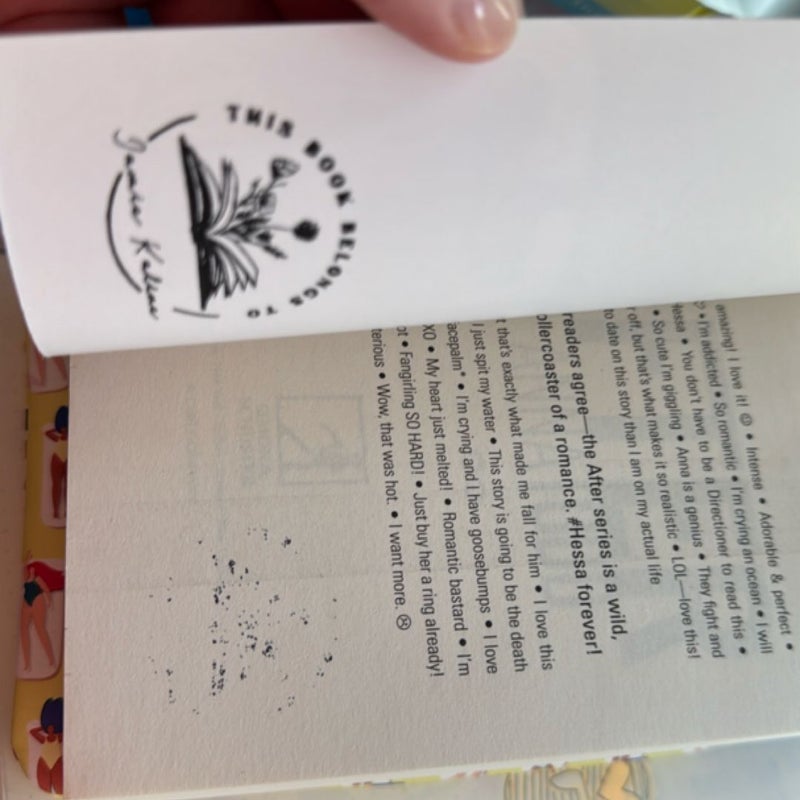 THIS BOOK BELONGS TO
Jamie
amazing! I love it! ☺ • Intense • Adorable & perfect •
♡ • I'm addicted • So romantic • I'm crying an ocean • I will
Hessa • You don't have to be a Directioner to read this •
• So cute I'm giggling • Anna is a genius • They fight and
off, but that's what makes it so realistic • LOL—love this!
to date on this story than I am on my actual life
readers agree—the After series is a wild,
ollercoaster of a romance. #Hessa forever!
t that's exactly what made me fall for him • I love this
I just spit my water • This story is going to be the death
acepalm* • I'm crying and I have goosebumps • I love
XO • My heart just melted! • Romantic bastard • I'm
ot • Fangirling SO HARD! • Just buy her a ring already!
terious • Wow, that was hot. • I want more. ☹